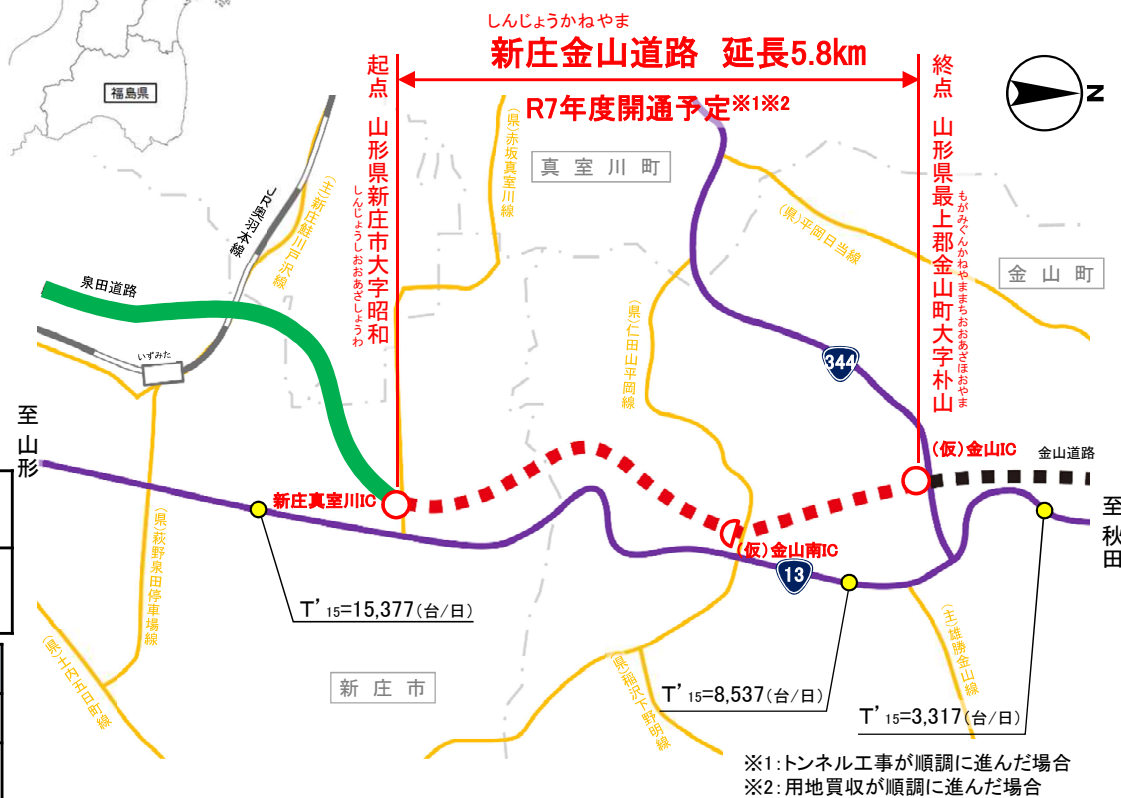 福島県
しんじょうかねやま
新庄金山道路 延長5.8km
R7年度開通予定※1※2
起点 山形県新庄市大字昭和
しんじょうしおおあざしょうわ
終点 山形県最上郡金山町大字朴山
もがみぐんかねやままちおおあざほおやま
N
(県)赤坂真室川線
真室川町
(県)平岡日当線
金山町
JR奥羽本線
(主)新庄鮭川戸沢線
泉田道路
いずみた
(県)仁田山平岡線
344
至山形
(仮)金山IC
金山道路
新庄真室川IC
至秋田
(仮)金山南IC
13
(県)萩野泉田停車場線
T'15=15,377(台/日)
(県)土内五日町線
新庄市
(県)稲沢下野明線
T'15=8,537(台/日)
(主)雄勝金山線
T'15=3,317(台/日)
※1:トンネル工事が順調に進んだ場合
※2:用地買収が順調に進んだ場合